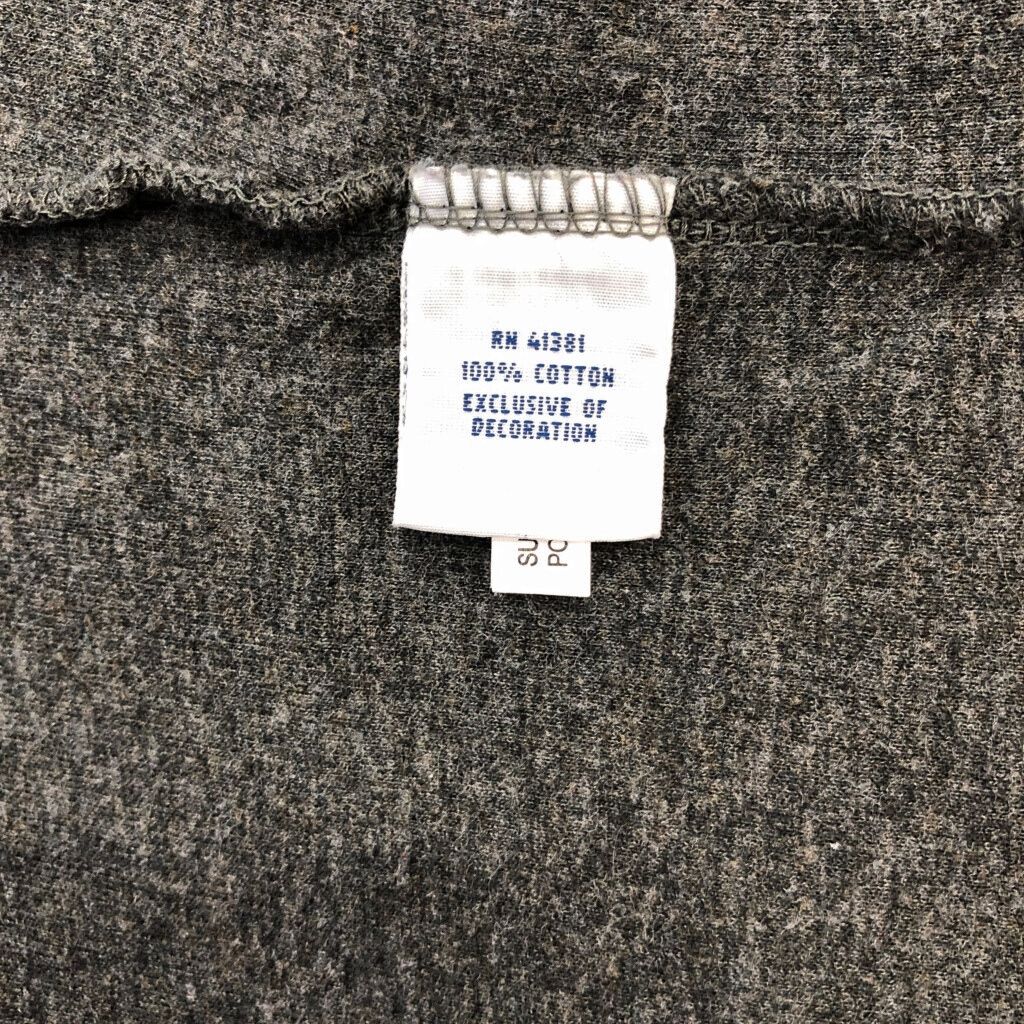 RN 41381
100% COTTON
EXCLUSIVE OF
DECORATION